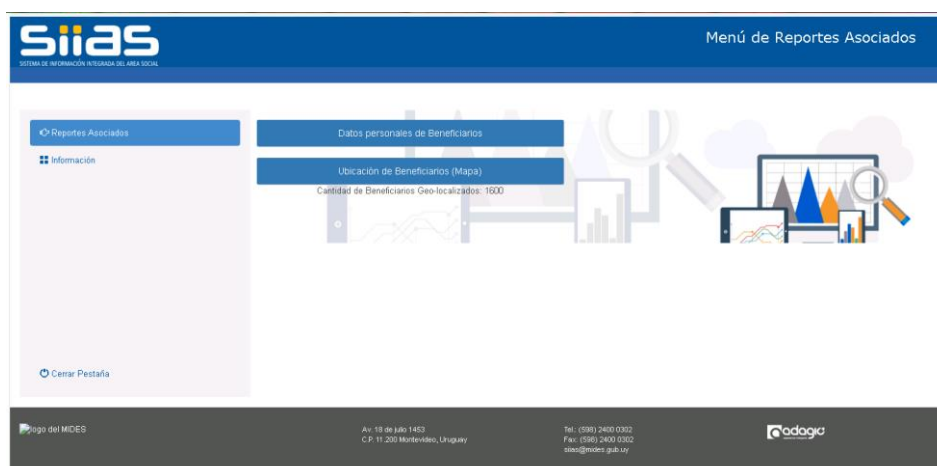 Siias
SISTEMA DE INFORMACIÓN INTEGRADA DEL AREA SOCIAL
Menú de Reportes Asociados
Reportes Asociados
Información
Datos personales de Beneficiarios
Ubicación de Beneficiarios (Mapa)
Cantidad de Beneficiarios Geo-localizados: 1600
Cerrar Pestaña
logo del MIDES
Av. 18 de julio 1453
C.P. 11.200 Montevideo, Uruguay
Tel.: (598) 2400 0302
Fax: (598) 2400 0302
siias@mides.gub.uy
adagio